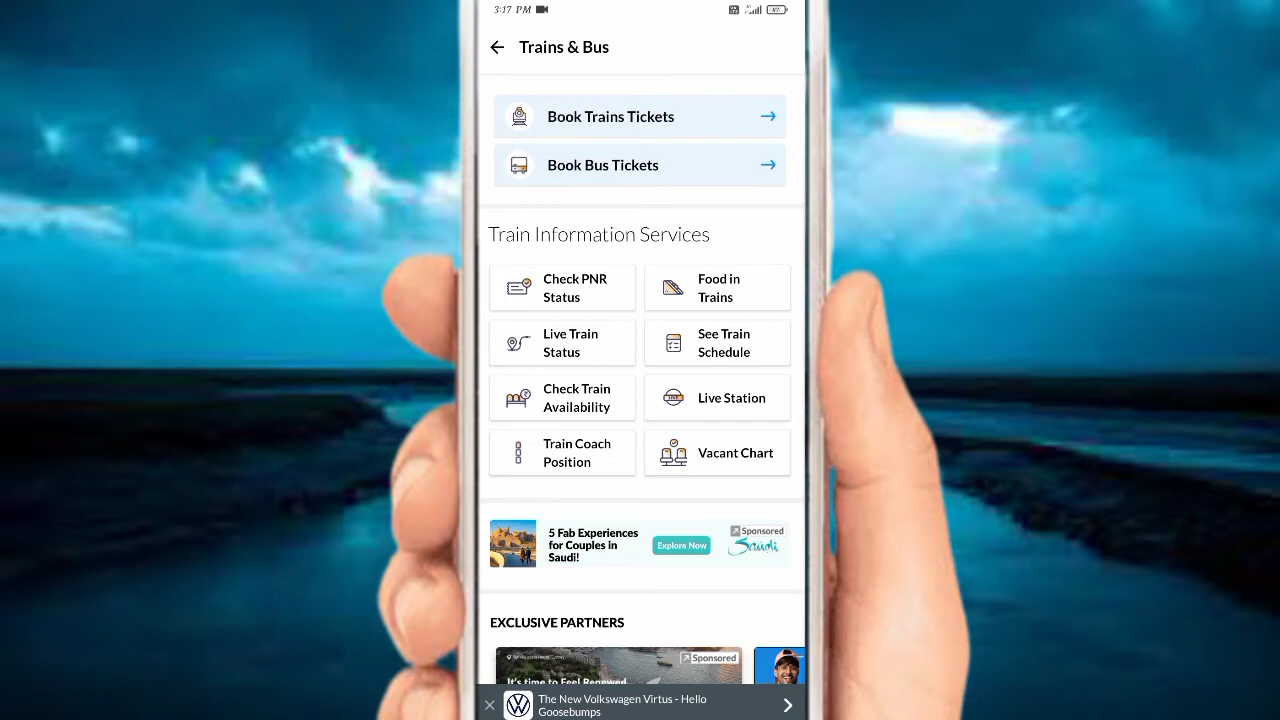 3:17 PM
87
Trains & Bus
Book Trains Tickets
Book Bus Tickets
Train Information Services
Check PNR
Status
Food in
Trains
Live Train
Status
See Train
Schedule
Check Train
Availability
Live Station
Train Coach
Position
Vacant Chart
5 Fab Experiences
for Couples in
Saudi!
Explore Now
Sponsored
Saudi
EXCLUSIVE PARTNERS
Sponsored
It's time to Feel Renewed
The New Volkswagen Virtus - Hello
Goosebumps